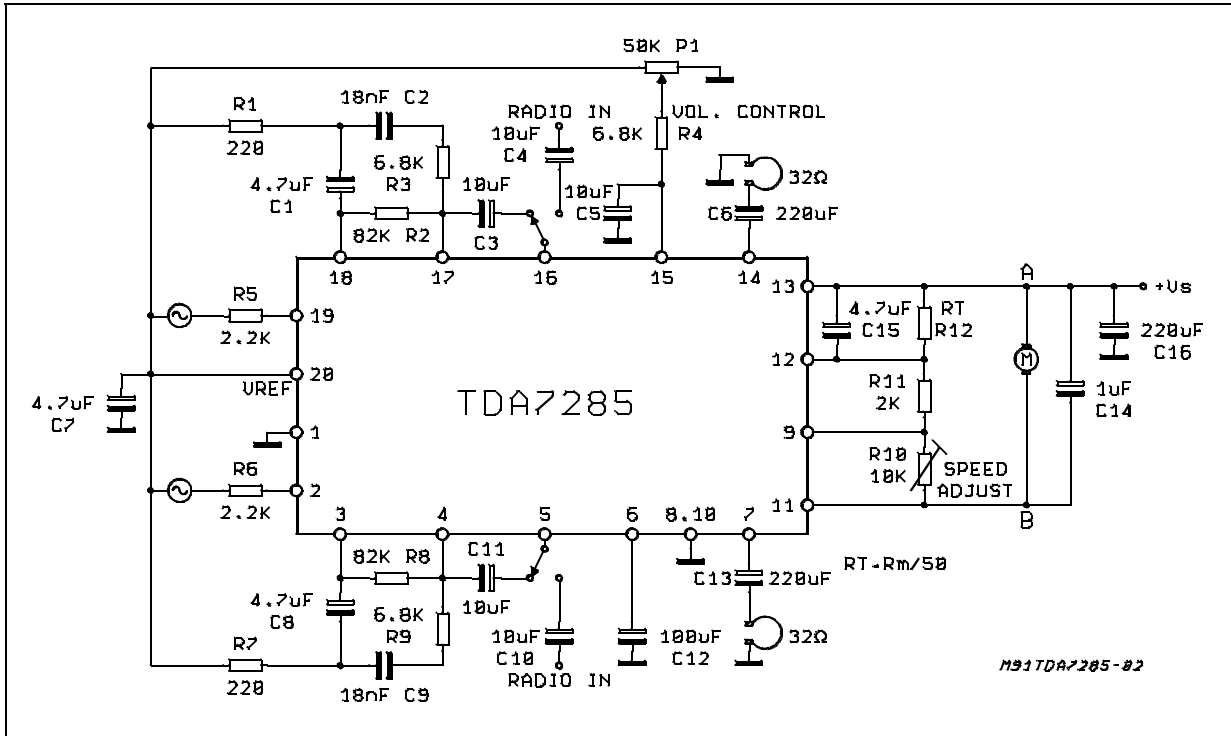 50K P1
18nF C2
R1
RADIO IN
VOL. CONTROL
10uF
C4
6.8K
R4
220
6.8K
R3
4.7uF
C1
10uF
C3
10uF
C5
32Ω
C6
220uF
82K R2
18
17
16
15
14
A
13
+Vs
R5
2.2K
19
4.7uF
C15
RT
R12
220uF
C16
12
M
20
VREF
4.7uF
C7
TDA7285
R11
2K
1uF
C14
1
9
R6
2.2K
2
R10
10K
SPEED
ADJUST
11
B
3
4
5
6
8.10
7
82K R8
C11
10uF
C13
220uF
RT=Rm/50
4.7uF
C8
6.8K
R9
10uF
C10
100uF
C12
32Ω
R7
220
18nF C9
RADIO IN
M91TDA7285-02